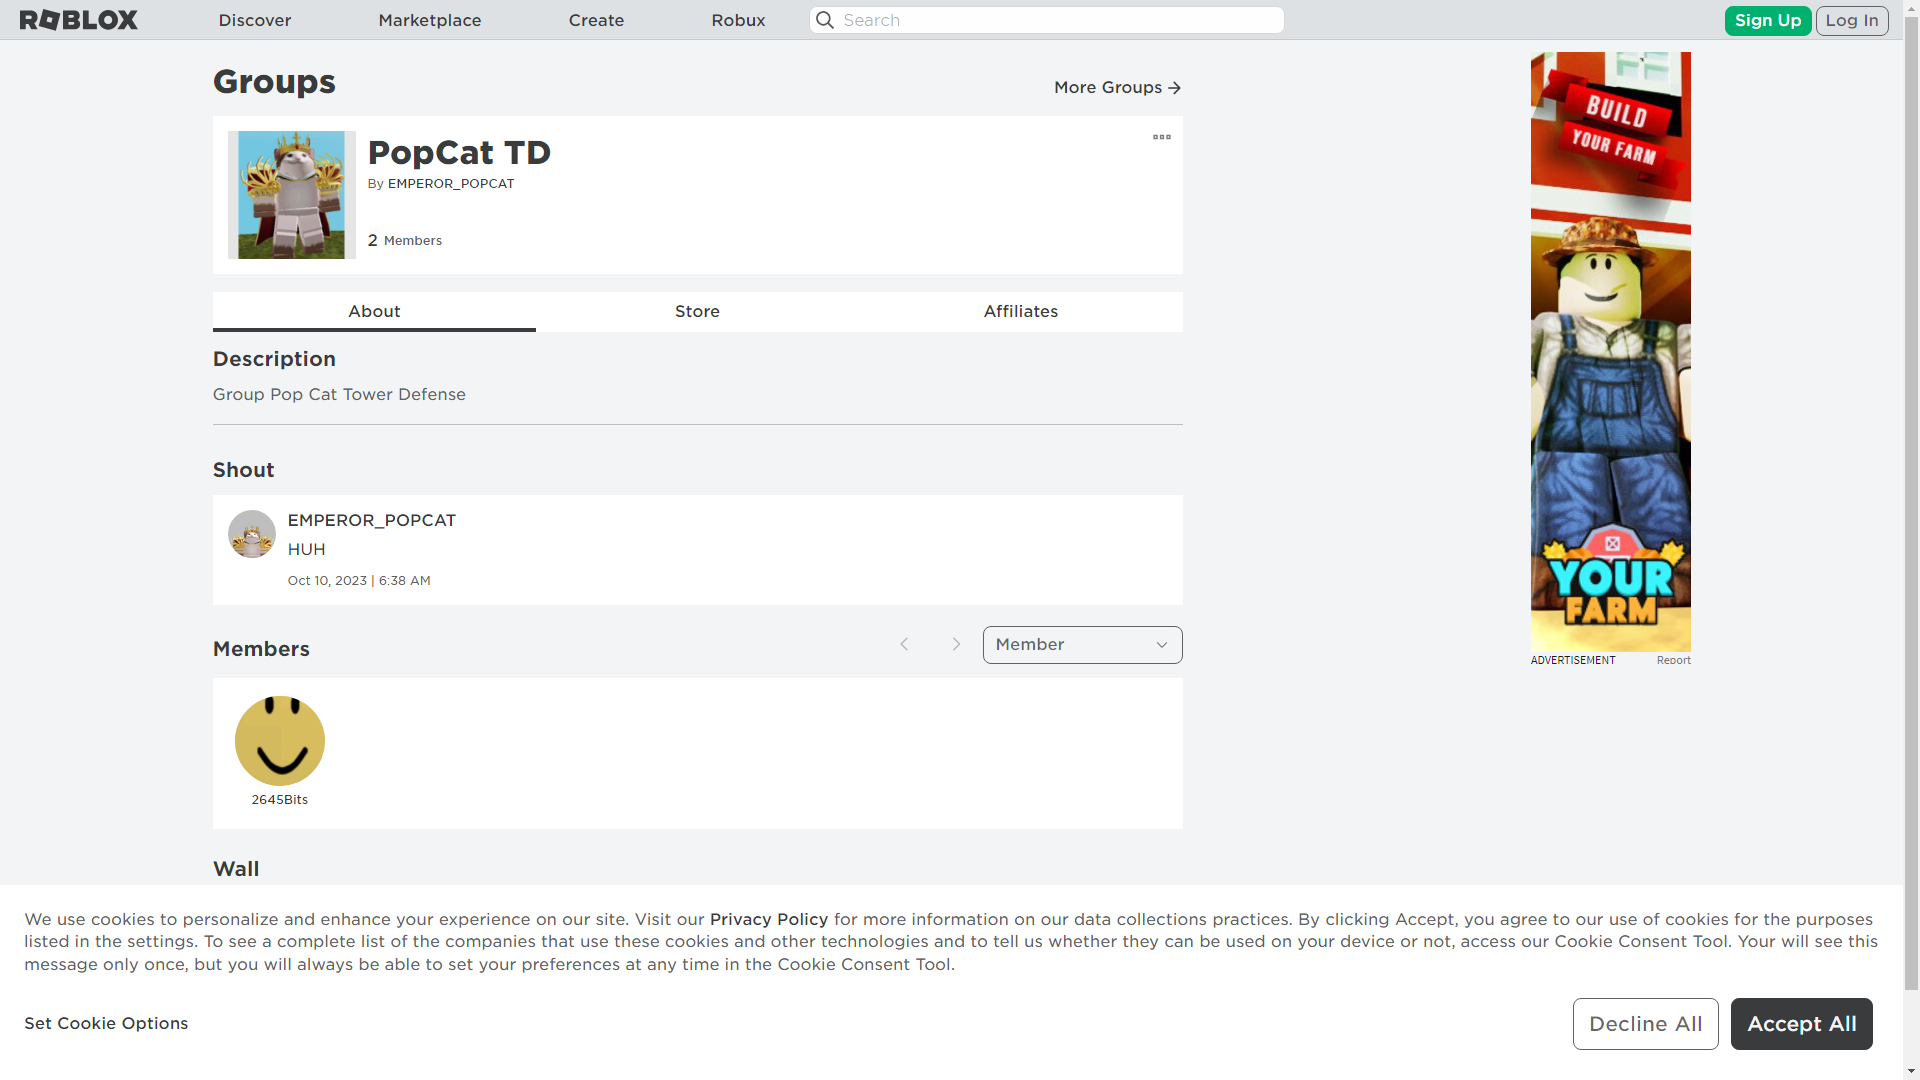 ROBLOX
Discover
Marketplace
Create
Robux
Search
Sign Up
Log In
Groups
More Groups
PopCat TD
By EMPEROR_POPCAT
2 Members
About
Store
Affiliates
Description
Group Pop Cat Tower Defense
Shout
EMPEROR_POPCAT
HUH
Oct 10, 2023 | 6:38 AM
Members
Member
2645Bits
Wall
BUILD
YOUR FARM
YOUR
FARM
ADVERTISEMENT
Report
We use cookies to personalize and enhance your experience on our site. Visit our Privacy Policy for more information on our data collections practices. By clicking Accept, you agree to our use of cookies for the purposes
listed in the settings. To see a complete list of the companies that use these cookies and other technologies and to tell us whether they can be used on your device or not, access our Cookie Consent Tool. Your will see this
message only once, but you will always be able to set your preferences at any time in the Cookie Consent Tool.
Set Cookie Options
Decline All
Accept All